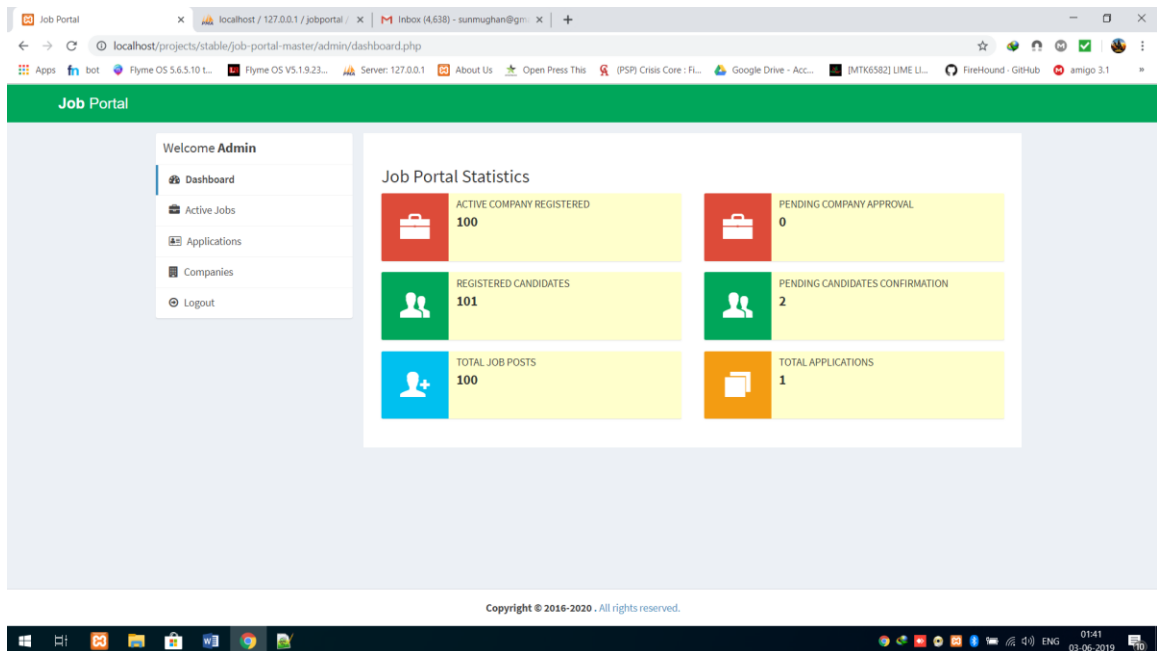 Job Portal
localhost / 127.0.0.1 / jobportal /
Inbox (4,638) - sunmughan@gm
localhost/projects/stable/job-portal-master/admin/dashboard.php
Apps
bot
Flyme OS 5.6.5.10 t...
Flyme OS V5.1.9.23...
Server: 127.0.0.1
About Us
Open Press This
(PSP) Crisis Core : Fi...
Google Drive - Acc...
[MTK6582] LIME LI...
FireHound · GitHub
amigo 3.1
Job Portal
Welcome Admin
Dashboard
Active Jobs
Applications
Companies
Logout
Job Portal Statistics
ACTIVE COMPANY REGISTERED
100
PENDING COMPANY APPROVAL
0
REGISTERED CANDIDATES
101
PENDING CANDIDATES CONFIRMATION
2
TOTAL JOB POSTS
100
TOTAL APPLICATIONS
1
Copyright © 2016-2020 . All rights reserved.
ENG
01:41
03-06-2019